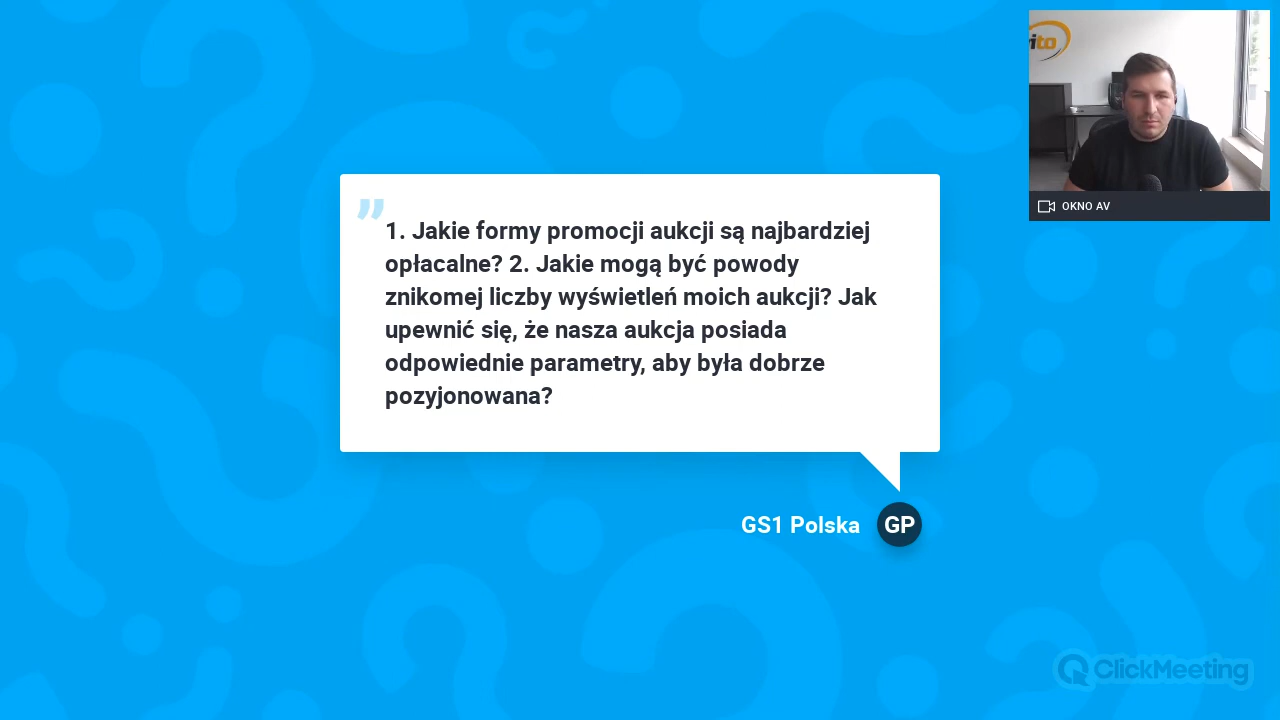 ito
OKNO AV
1. Jakie formy promocji aukcji są najbardziej
opłacalne? 2. Jakie mogą być powody
znikomej liczby wyświetleń moich aukcji? Jak
upewnić się, że nasza aukcja posiada
odpowiednie parametry, aby była dobrze
pozyjonowana?
GS1 Polska GP
ClickMeeting